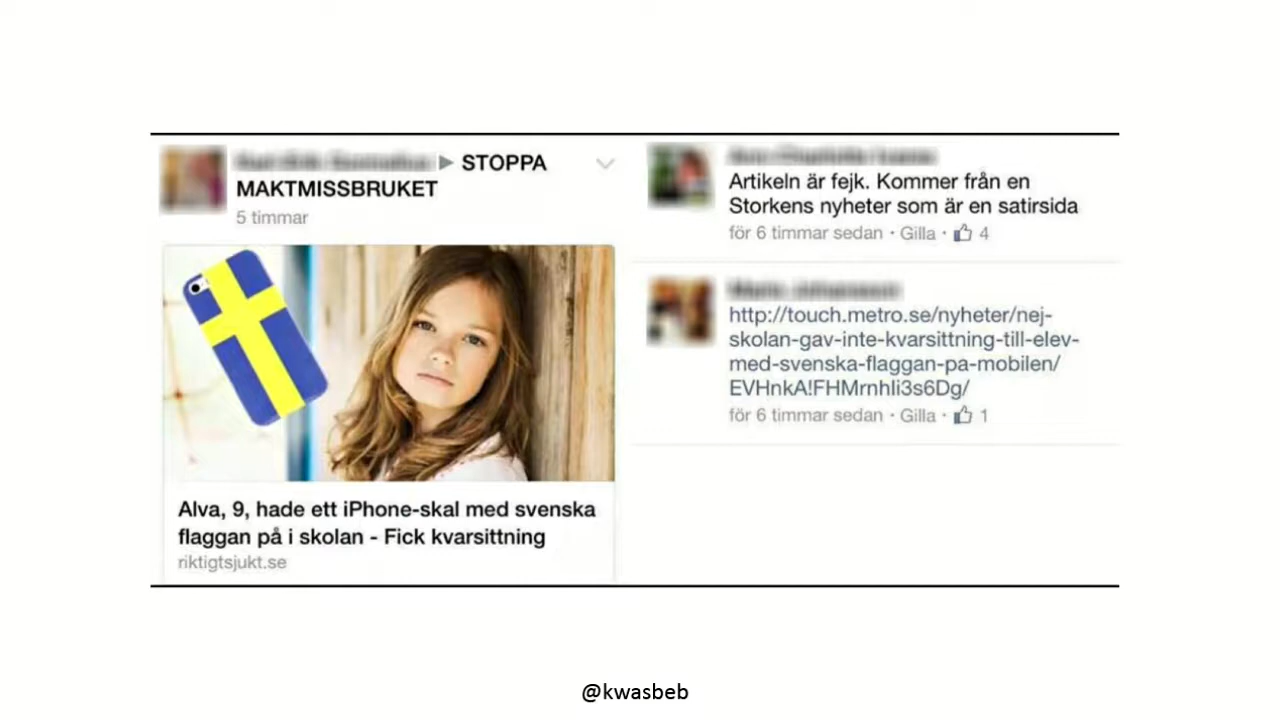 STOPPA
MAKTMISSBRUKET
5 timmar
Alva, 9, hade ett iPhone-skal med svenska
flaggan på i skolan - Fick kvarsittning
riktigtsjukt.se
Artikeln är fejk. Kommer från en
Storkens nyheter som är en satirsida
för 6 timmar sedan · Gilla · 4
http://touch.metro.se/nyheter/nej-
skolan-gav-inte-kvarsittning-till-elev-
med-svenska-flaggan-pa-mobilen/
EVHnkA!FHMrnhli3s6Dg/
för 6 timmar sedan · Gilla · 1
@kwasbeb